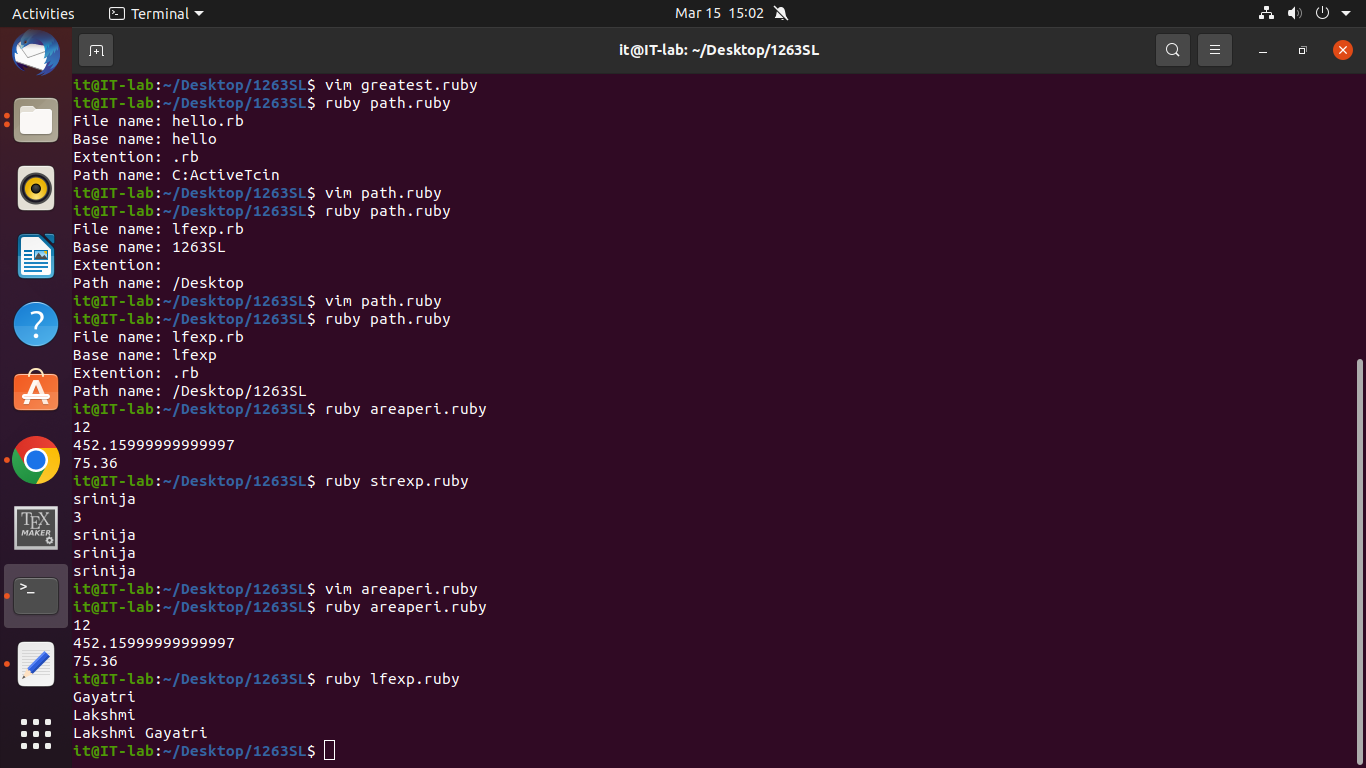 Activities
Terminal
Mar 15 15:02
it@IT-lab: ~/Desktop/1263SL
it@IT-lab:~/Desktop/1263SL$ vim greatest.ruby
it@IT-lab:~/Desktop/1263SL$ ruby path.ruby
File name: hello.rb
Base name: hello
Extention: .rb
Path name: C:ActiveTcin
it@IT-lab:~/Desktop/1263SL$ vim path.ruby
it@IT-lab:~/Desktop/1263SL$ ruby path.ruby
File name: lfexp.rb
Base name: 1263SL
Extention:
Path name: /Desktop
it@IT-lab:~/Desktop/1263SL$ vim path.ruby
it@IT-lab:~/Desktop/1263SL$ ruby path.ruby
File name: lfexp.rb
Base name: lfexp
Extention: .rb
Path name: /Desktop/1263SL
it@IT-lab:~/Desktop/1263SL$ ruby areaperi.ruby
12
452.15999999999997
75.36
it@IT-lab:~/Desktop/1263SL$ ruby strexp.ruby
srinija
3
srinija
srinija
srinija
it@IT-lab:~/Desktop/1263SL$ vim areaperi.ruby
it@IT-lab:~/Desktop/1263SL$ ruby areaperi.ruby
12
452.15999999999997
75.36
it@IT-lab:~/Desktop/1263SL$ ruby lfexp.ruby
Gayatri
Lakshmi
Lakshmi Gayatri
it@IT-lab:~/Desktop/1263SL$
?
TEX
MAKER
>_